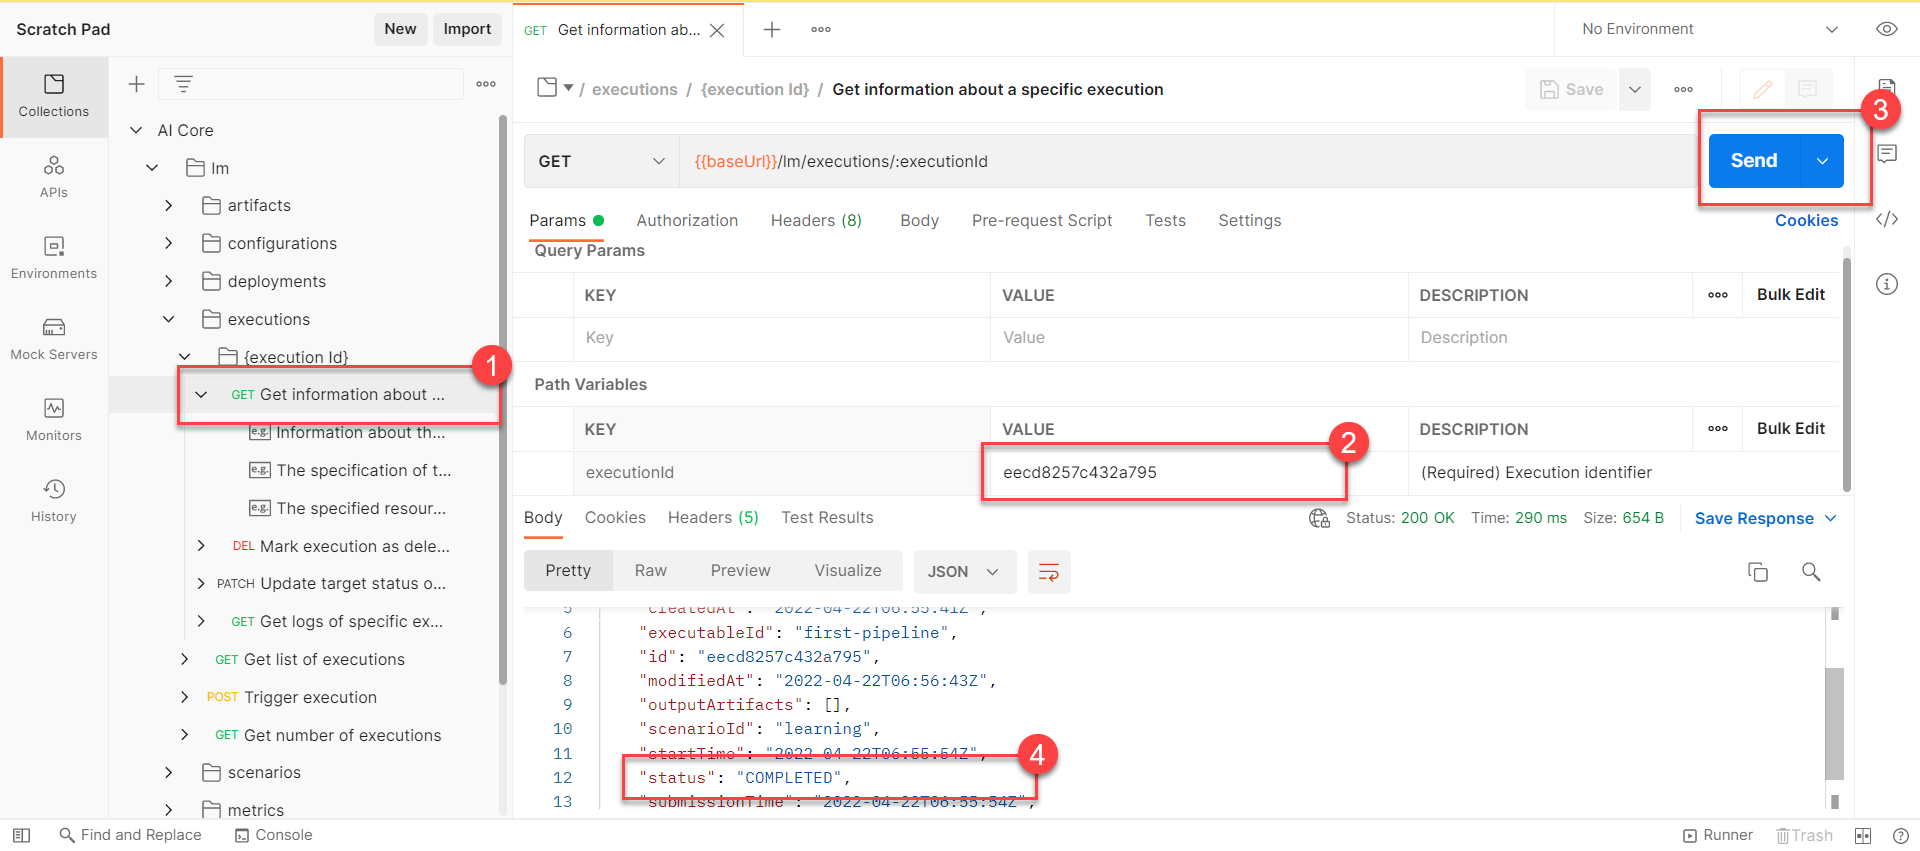 Scratch Pad
New
Import
GET Get information ab...
No Environment
Collections
APIs
Environments
Mock Servers
Monitors
History
AI Core
lm
artifacts
configurations
deployments
executions
{execution Id}
1
GET Get information about ...
e.g. Information about th...
e.g. The specification of t...
e.g. The specified resour...
DEL Mark execution as dele...
PATCH Update target status o...
GET Get logs of specific ex...
GET Get list of executions
POST Trigger execution
GET Get number of executions
scenarios
metrics
/ executions / {execution Id} / Get information about a specific execution
Save
3
GET
{{baseUrl}}/lm/executions/:executionId
Send
Params Authorization Headers (8) Body Pre-request Script Tests Settings
Cookies
Query Params
KEY VALUE DESCRIPTION Bulk Edit
Key Value Description
Path Variables
KEY VALUE DESCRIPTION Bulk Edit
2
executionId eecd8257c432a795 (Required) Execution identifier
Body Cookies Headers (5) Test Results
Status: 200 OK Time: 290 ms Size: 654 B
Save Response
Pretty Raw Preview Visualize JSON
5 "createdAt": "2022-04-22T06:55:41Z",
6 "executableId": "first-pipeline",
7 "id": "eecd8257c432a795",
8 "modifiedAt": "2022-04-22T06:56:43Z",
9 "outputArtifacts": [],
10 "scenarioId": "learning",
11 "startTime": "2022-04-22T06:55:54Z",
4
12 "status": "COMPLETED",
13 "submissionTime": "2022-04-22T06:55:54Z",
Find and Replace
Console
Runner
Trash